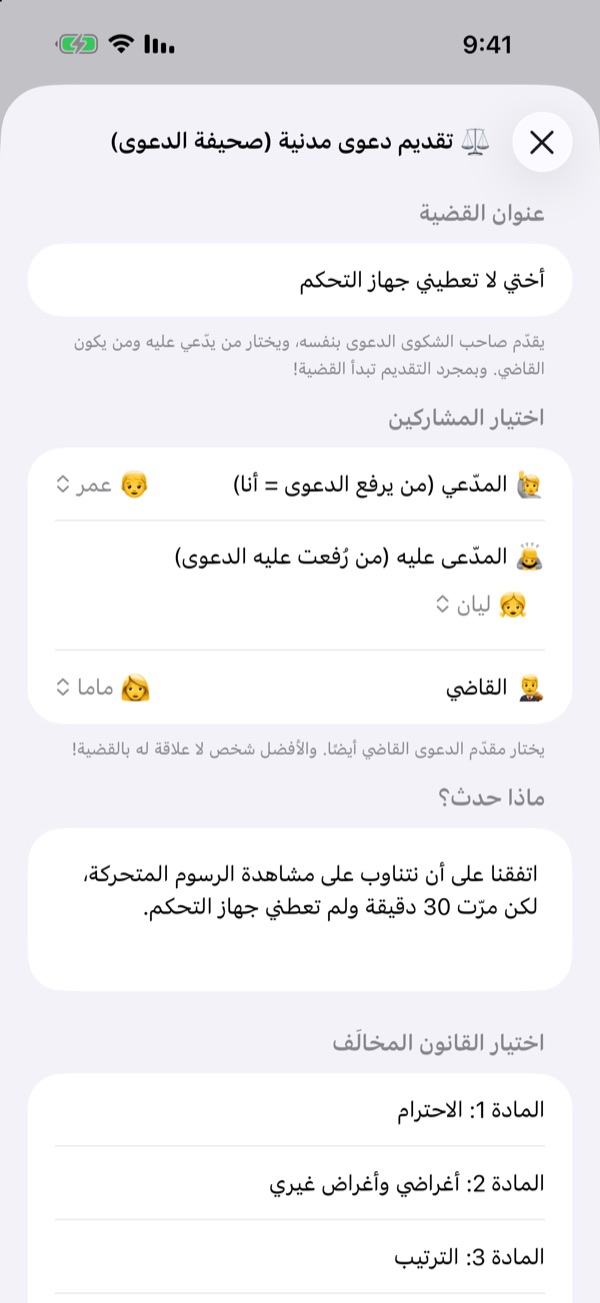 9:41
⚖️ تقديم دعوى مدنية (صحيفة الدعوى)
عنوان القضية
أختي لا تعطيني جهاز التحكم
يقدّم صاحب الشكوى الدعوى بنفسه، ويختار من يدّعي عليه ومن يكون
القاضي. وبمجرد التقديم تبدأ القضية!
اختيار المشاركين
🙋 المدّعي (من يرفع الدعوى = أنا) 👦 عمر
🙇 المدّعى عليه (من رُفعت عليه الدعوى)
👧 ليان
👨‍⚖️ القاضي 👩 ماما
يختار مقدّم الدعوى القاضي أيضًا. والأفضل شخص لا علاقة له بالقضية!
ماذا حدث؟
اتفقنا على أن نتناوب على مشاهدة الرسوم المتحركة،
لكن مرّت 30 دقيقة ولم تعطني جهاز التحكم.
اختيار القانون المخالَف
المادة 1: الاحترام
المادة 2: أغراضي وأغراض غيري
المادة 3: الترتيب